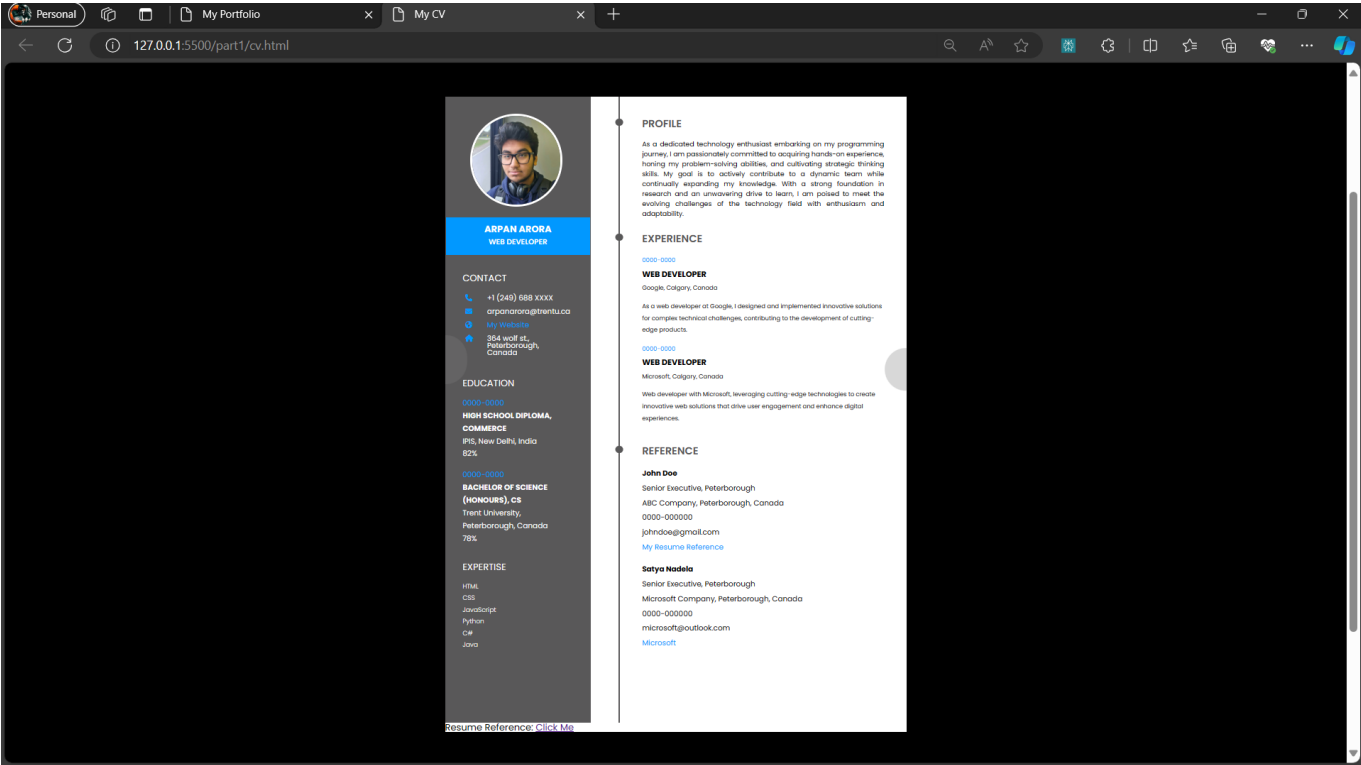 Personal
My Portfolio
My CV
127.0.0.1:5500/part1/cv.html
ARPAN ARORA
WEB DEVELOPER
CONTACT
+1 (249) 688 XXXX
arpanarora@trentu.ca
My Website
364 wolf st.,
Peterborough,
Canada
EDUCATION
0000-0000
HIGH SCHOOL DIPLOMA,
COMMERCE
IPIS, New Delhi, India
82%
0000-0000
BACHELOR OF SCIENCE
(HONOURS), CS
Trent University,
Peterborough, Canada
78%
EXPERTISE
HTML
CSS
JavaScript
Python
C#
Java
PROFILE
As a dedicated technology enthusiast embarking on my programming
journey, I am passionately committed to acquiring hands-on experience,
honing my problem-solving abilities, and cultivating strategic thinking
skills. My goal is to actively contribute to a dynamic team while
continually expanding my knowledge. With a strong foundation in
research and an unwavering drive to learn, I am poised to meet the
evolving challenges of the technology field with enthusiasm and
adaptability.
EXPERIENCE
0000-0000
WEB DEVELOPER
Google, Calgory, Canada
As a web developer at Google, I designed and implemented innovative solutions
for complex technical challenges, contributing to the development of cutting-
edge products.
0000-0000
WEB DEVELOPER
Microsoft, Calgory, Canada
Web developer with Microsoft, leveraging cutting-edge technologies to create
innovative web solutions that drive user engagement and enhance digital
experiences.
REFERENCE
John Doe
Senior Executive, Peterborough
ABC Company, Peterborough, Canada
0000-000000
johndoe@gmail.com
My Resume Reference
Satya Nadela
Senior Executive, Peterborough
Microsoft Company, Peterborough, Canada
0000-000000
microsoft@outlook.com
Microsoft
Resume Reference: Click Me